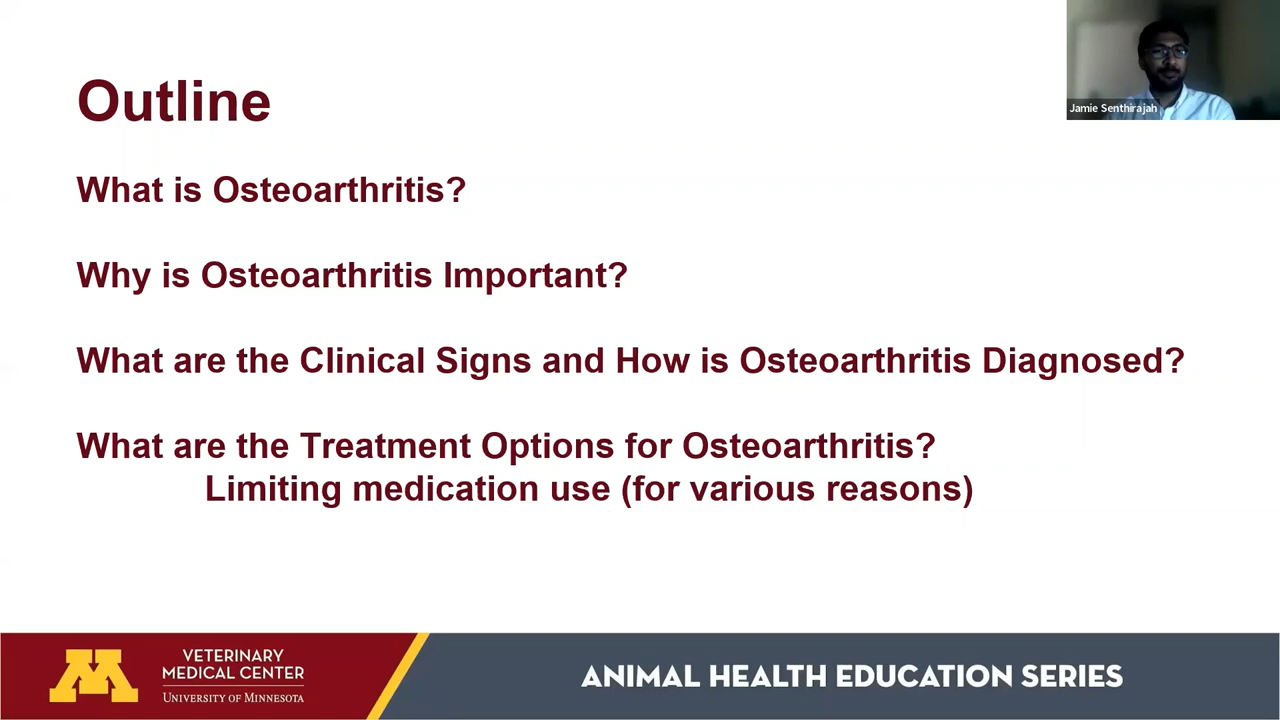 Outline
Jamie Senthirajah
What is Osteoarthritis?
Why is Osteoarthritis Important?
What are the Clinical Signs and How is Osteoarthritis Diagnosed?
What are the Treatment Options for Osteoarthritis?
Limiting medication use (for various reasons)
M
VETERINARY
MEDICAL CENTER
UNIVERSITY OF MINNESOTA
ANIMAL HEALTH EDUCATION SERIES